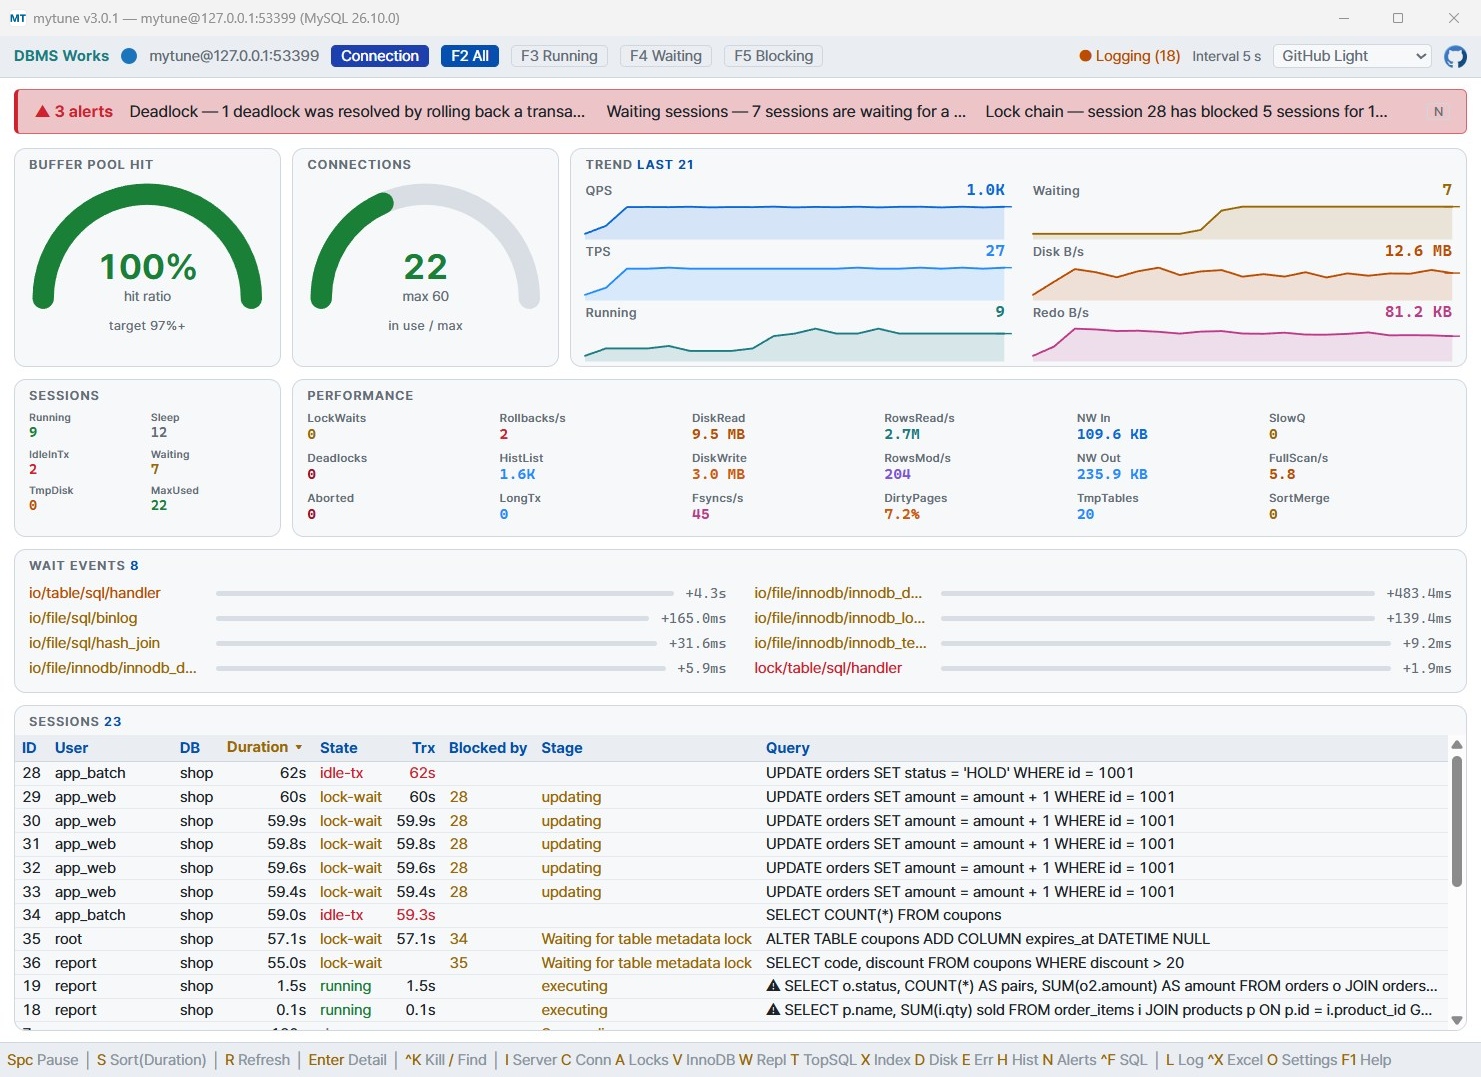 MT mytune v3.0.1 — mytune@127.0.0.1:53399 (MySQL 26.10.0)
DBMS Works mytune@127.0.0.1:53399 Connection F2 All F3 Running F4 Waiting F5 Blocking Logging (18) Interval 5 s GitHub Light
▲ 3 alerts Deadlock — 1 deadlock was resolved by rolling back a transa... Waiting sessions — 7 sessions are waiting for a ... Lock chain — session 28 has blocked 5 sessions for 1... N
BUFFER POOL HIT
100%
hit ratio
target 97%+
CONNECTIONS
22
max 60
in use / max
TREND LAST 21
QPS 1.0K
Waiting 7
TPS 27
Disk B/s 12.6 MB
Running 9
Redo B/s 81.2 KB
SESSIONS
Running Sleep
9 12
IdleInTx Waiting
2 7
TmpDisk MaxUsed
0 22
PERFORMANCE
LockWaits Rollbacks/s DiskRead RowsRead/s NW In SlowQ
0 2 9.5 MB 2.7M 109.6 KB 0
Deadlocks HistList DiskWrite RowsMod/s NW Out FullScan/s
0 1.6K 3.0 MB 204 235.9 KB 5.8
Aborted LongTx Fsyncs/s DirtyPages TmpTables SortMerge
0 0 45 7.2% 20 0
WAIT EVENTS 8
io/table/sql/handler +4.3s io/file/innodb/innodb_d... +483.4ms
io/file/sql/binlog +165.0ms io/file/innodb/innodb_lo... +139.4ms
io/file/sql/hash_join +31.6ms io/file/innodb/innodb_te... +9.2ms
io/file/innodb/innodb_d... +5.9ms lock/table/sql/handler +1.9ms
SESSIONS 23
ID User DB Duration State Trx Blocked by Stage Query
28 app_batch shop 62s idle-tx 62s UPDATE orders SET status = 'HOLD' WHERE id = 1001
29 app_web shop 60s lock-wait 60s 28 updating UPDATE orders SET amount = amount + 1 WHERE id = 1001
30 app_web shop 59.9s lock-wait 59.9s 28 updating UPDATE orders SET amount = amount + 1 WHERE id = 1001
31 app_web shop 59.8s lock-wait 59.8s 28 updating UPDATE orders SET amount = amount + 1 WHERE id = 1001
32 app_web shop 59.6s lock-wait 59.6s 28 updating UPDATE orders SET amount = amount + 1 WHERE id = 1001
33 app_web shop 59.4s lock-wait 59.4s 28 updating UPDATE orders SET amount = amount + 1 WHERE id = 1001
34 app_batch shop 59.0s idle-tx 59.3s SELECT COUNT(*) FROM coupons
35 root shop 57.1s lock-wait 57.1s 34 Waiting for table metadata lock ALTER TABLE coupons ADD COLUMN expires_at DATETIME NULL
36 report shop 55.0s lock-wait 35 Waiting for table metadata lock SELECT code, discount FROM coupons WHERE discount > 20
19 report shop 1.5s running 1.5s executing ⚠ SELECT o.status, COUNT(*) AS pairs, SUM(o2.amount) AS amount FROM orders o JOIN orders...
18 report shop 0.1s running 0.1s executing ⚠ SELECT p.name, SUM(i.qty) sold FROM order_items i JOIN products p ON p.id = i.product_id G...
Spc Pause | S Sort(Duration) | R Refresh | Enter Detail | ^K Kill / Find | I Server C Conn A Locks V InnoDB W Repl T TopSQL X Index D Disk E Err H Hist N Alerts ^F SQL | L Log ^X Excel O Settings F1 Help